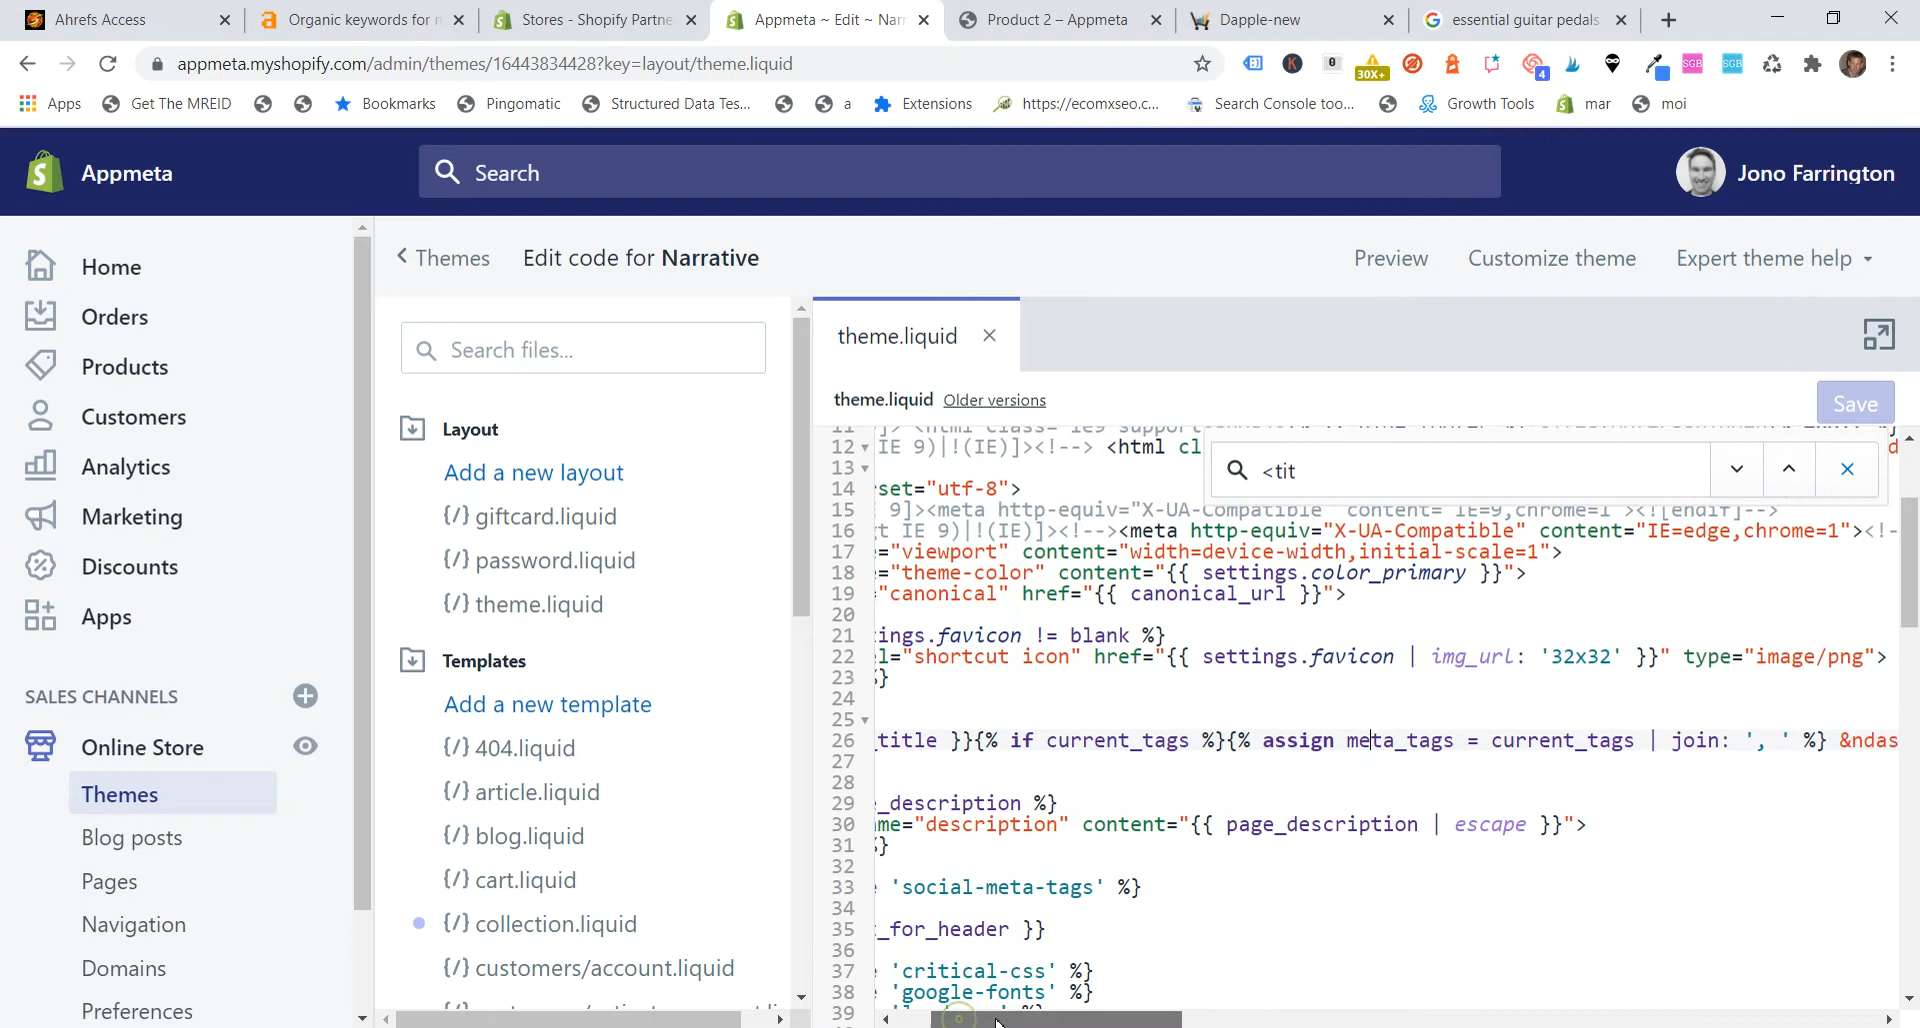 Ahrefs Access
Organic keywords for n
Stores - Shopify Partne
Appmeta ~ Edit ~ Nar
Product 2 – Appmeta
Dapple-new
essential guitar pedals
appmeta.myshopify.com/admin/themes/16443834428?key=layout/theme.liquid
0
30X+
4
SGB
SGB
Apps
Get The MREID
Bookmarks
Pingomatic
Structured Data Tes...
a
Extensions
https://ecomxseo.c...
Search Console too...
Growth Tools
mar
moi
Appmeta
Search
Jono Farrington
Home
Orders
Products
Customers
Analytics
Marketing
Discounts
Apps
SALES CHANNELS
Online Store
Themes
Blog posts
Pages
Navigation
Domains
Preferences
Themes
Edit code for Narrative
Preview
Customize theme
Expert theme help
Search files...
Layout
Add a new layout
{/} giftcard.liquid
{/} password.liquid
{/} theme.liquid
Templates
Add a new template
{/} 404.liquid
{/} article.liquid
{/} blog.liquid
{/} cart.liquid
{/} collection.liquid
{/} customers/account.liquid
theme.liquid
theme.liquid Older versions
Save
<tit
11
12 IE 9)|!(IE)]><!--> <html cl
13
14 set="utf-8">
15 9]><meta http-equiv="X-UA-Compatible" content="IE=9,chrome=1"><![endif]-->
16 t IE 9)|!(IE)]><!--><meta http-equiv="X-UA-Compatible" content="IE=edge,chrome=1"><!-
17 ="viewport" content="width=device-width,initial-scale=1">
18 ="theme-color" content="{{ settings.color_primary }}">
19 "canonical" href="{{ canonical_url }}">
20
21 ings.favicon != blank %}
22 l="shortcut icon" href="{{ settings.favicon | img_url: '32x32' }}" type="image/png">
23 %}
24
25
26 _title }}{% if current_tags %}{% assign meta_tags = current_tags | join: ', ' %} &ndas
27
28
29 _description %}
30 me="description" content="{{ page_description | escape }}">
31 %}
32
33 'social-meta-tags' %}
34
35 _for_header }}
36
37 'critical-css' %}
38 'google-fonts' %}
39